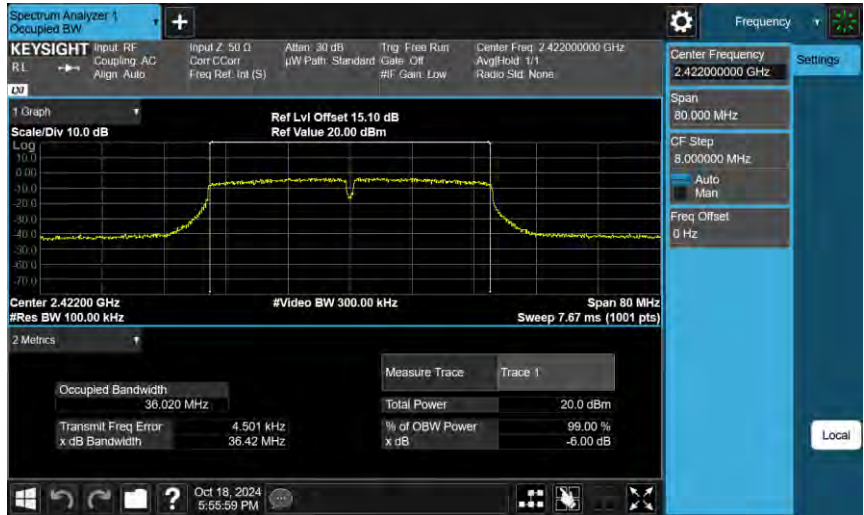 Spectrum Analyzer 1
Occupied BW
+
Frequency
KEYSIGHT
RL
LXI
Input: RF
Coupling: AC
Align: Auto
Input Z: 50 Ω
Corr CCorr
Freq Ref: Int (S)
Atten: 30 dB
µW Path: Standard
Trig: Free Run
Gate: Off
#IF Gain: Low
Center Freq: 2.422000000 GHz
Avg|Hold: 1/1
Radio Std: None
Center Frequency
2.422000000 GHz
Settings
Span
80.000 MHz
CF Step
8.000000 MHz
Auto
Man
Freq Offset
0 Hz
Local
1 Graph
Scale/Div 10.0 dB
Ref Lvl Offset 15.10 dB
Ref Value 20.00 dBm
Log
10.0
0.00
-10.0
-20.0
-30.0
-40.0
-50.0
-60.0
-70.0
Center 2.42200 GHz
#Res BW 100.00 kHz
#Video BW 300.00 kHz
Span 80 MHz
Sweep 7.67 ms (1001 pts)
2 Metrics
Measure Trace
Trace 1
Occupied Bandwidth
36.020 MHz
Total Power
20.0 dBm
Transmit Freq Error
4.501 kHz
% of OBW Power
99.00 %
x dB Bandwidth
36.42 MHz
x dB
-6.00 dB
?
Oct 18, 2024
5:55:59 PM